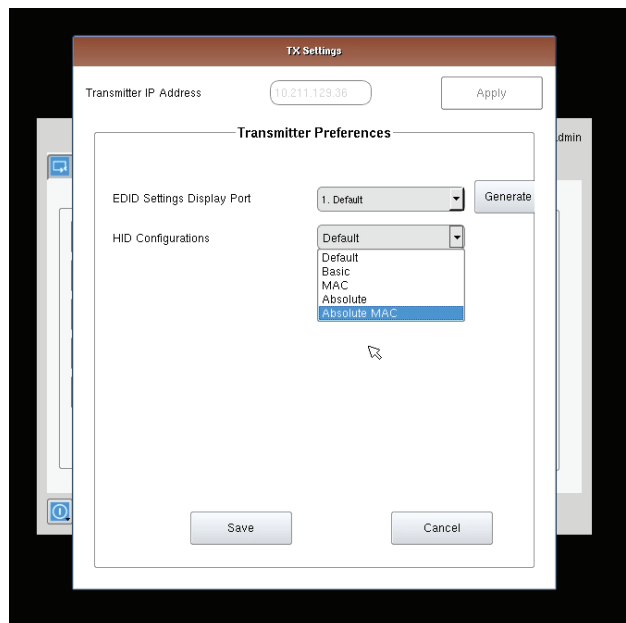 TX Settings
Transmitter IP Address 10.211.129.36 Apply
dmin
Transmitter Preferences
EDID Settings Display Port 1. Default Generate
HID Configurations Default
Default
Basic
MAC
Absolute
Absolute MAC
Save Cancel